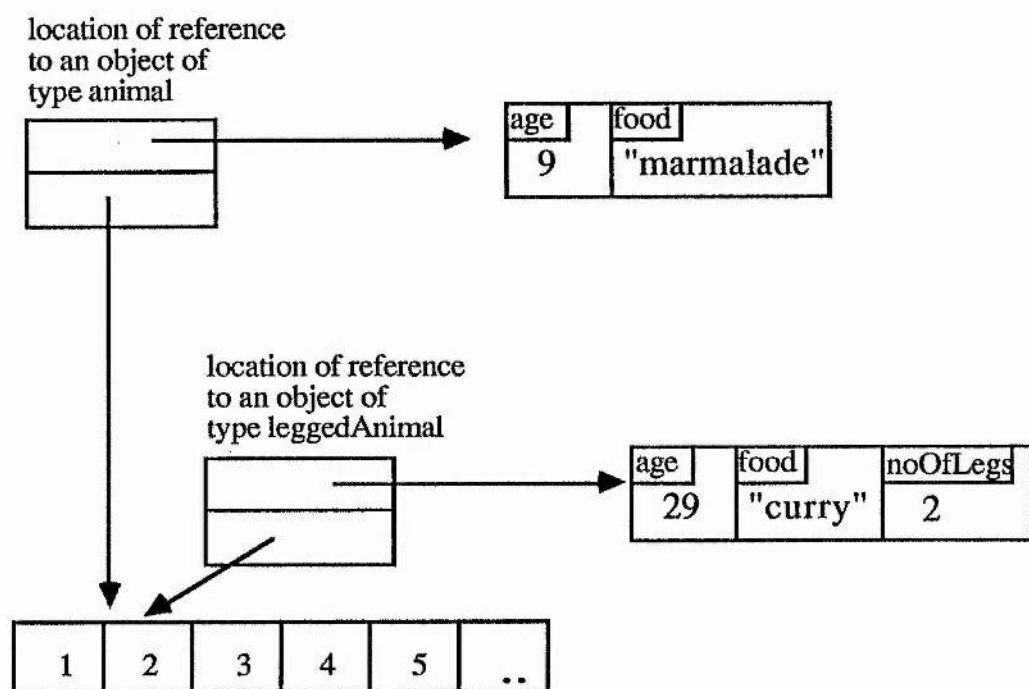 location of reference
to an object of
type animal
age food
9 "marmalade"
location of reference
to an object of
type leggedAnimal
age food noOfLegs
29 "curry" 2
1 2 3 4 5 ..